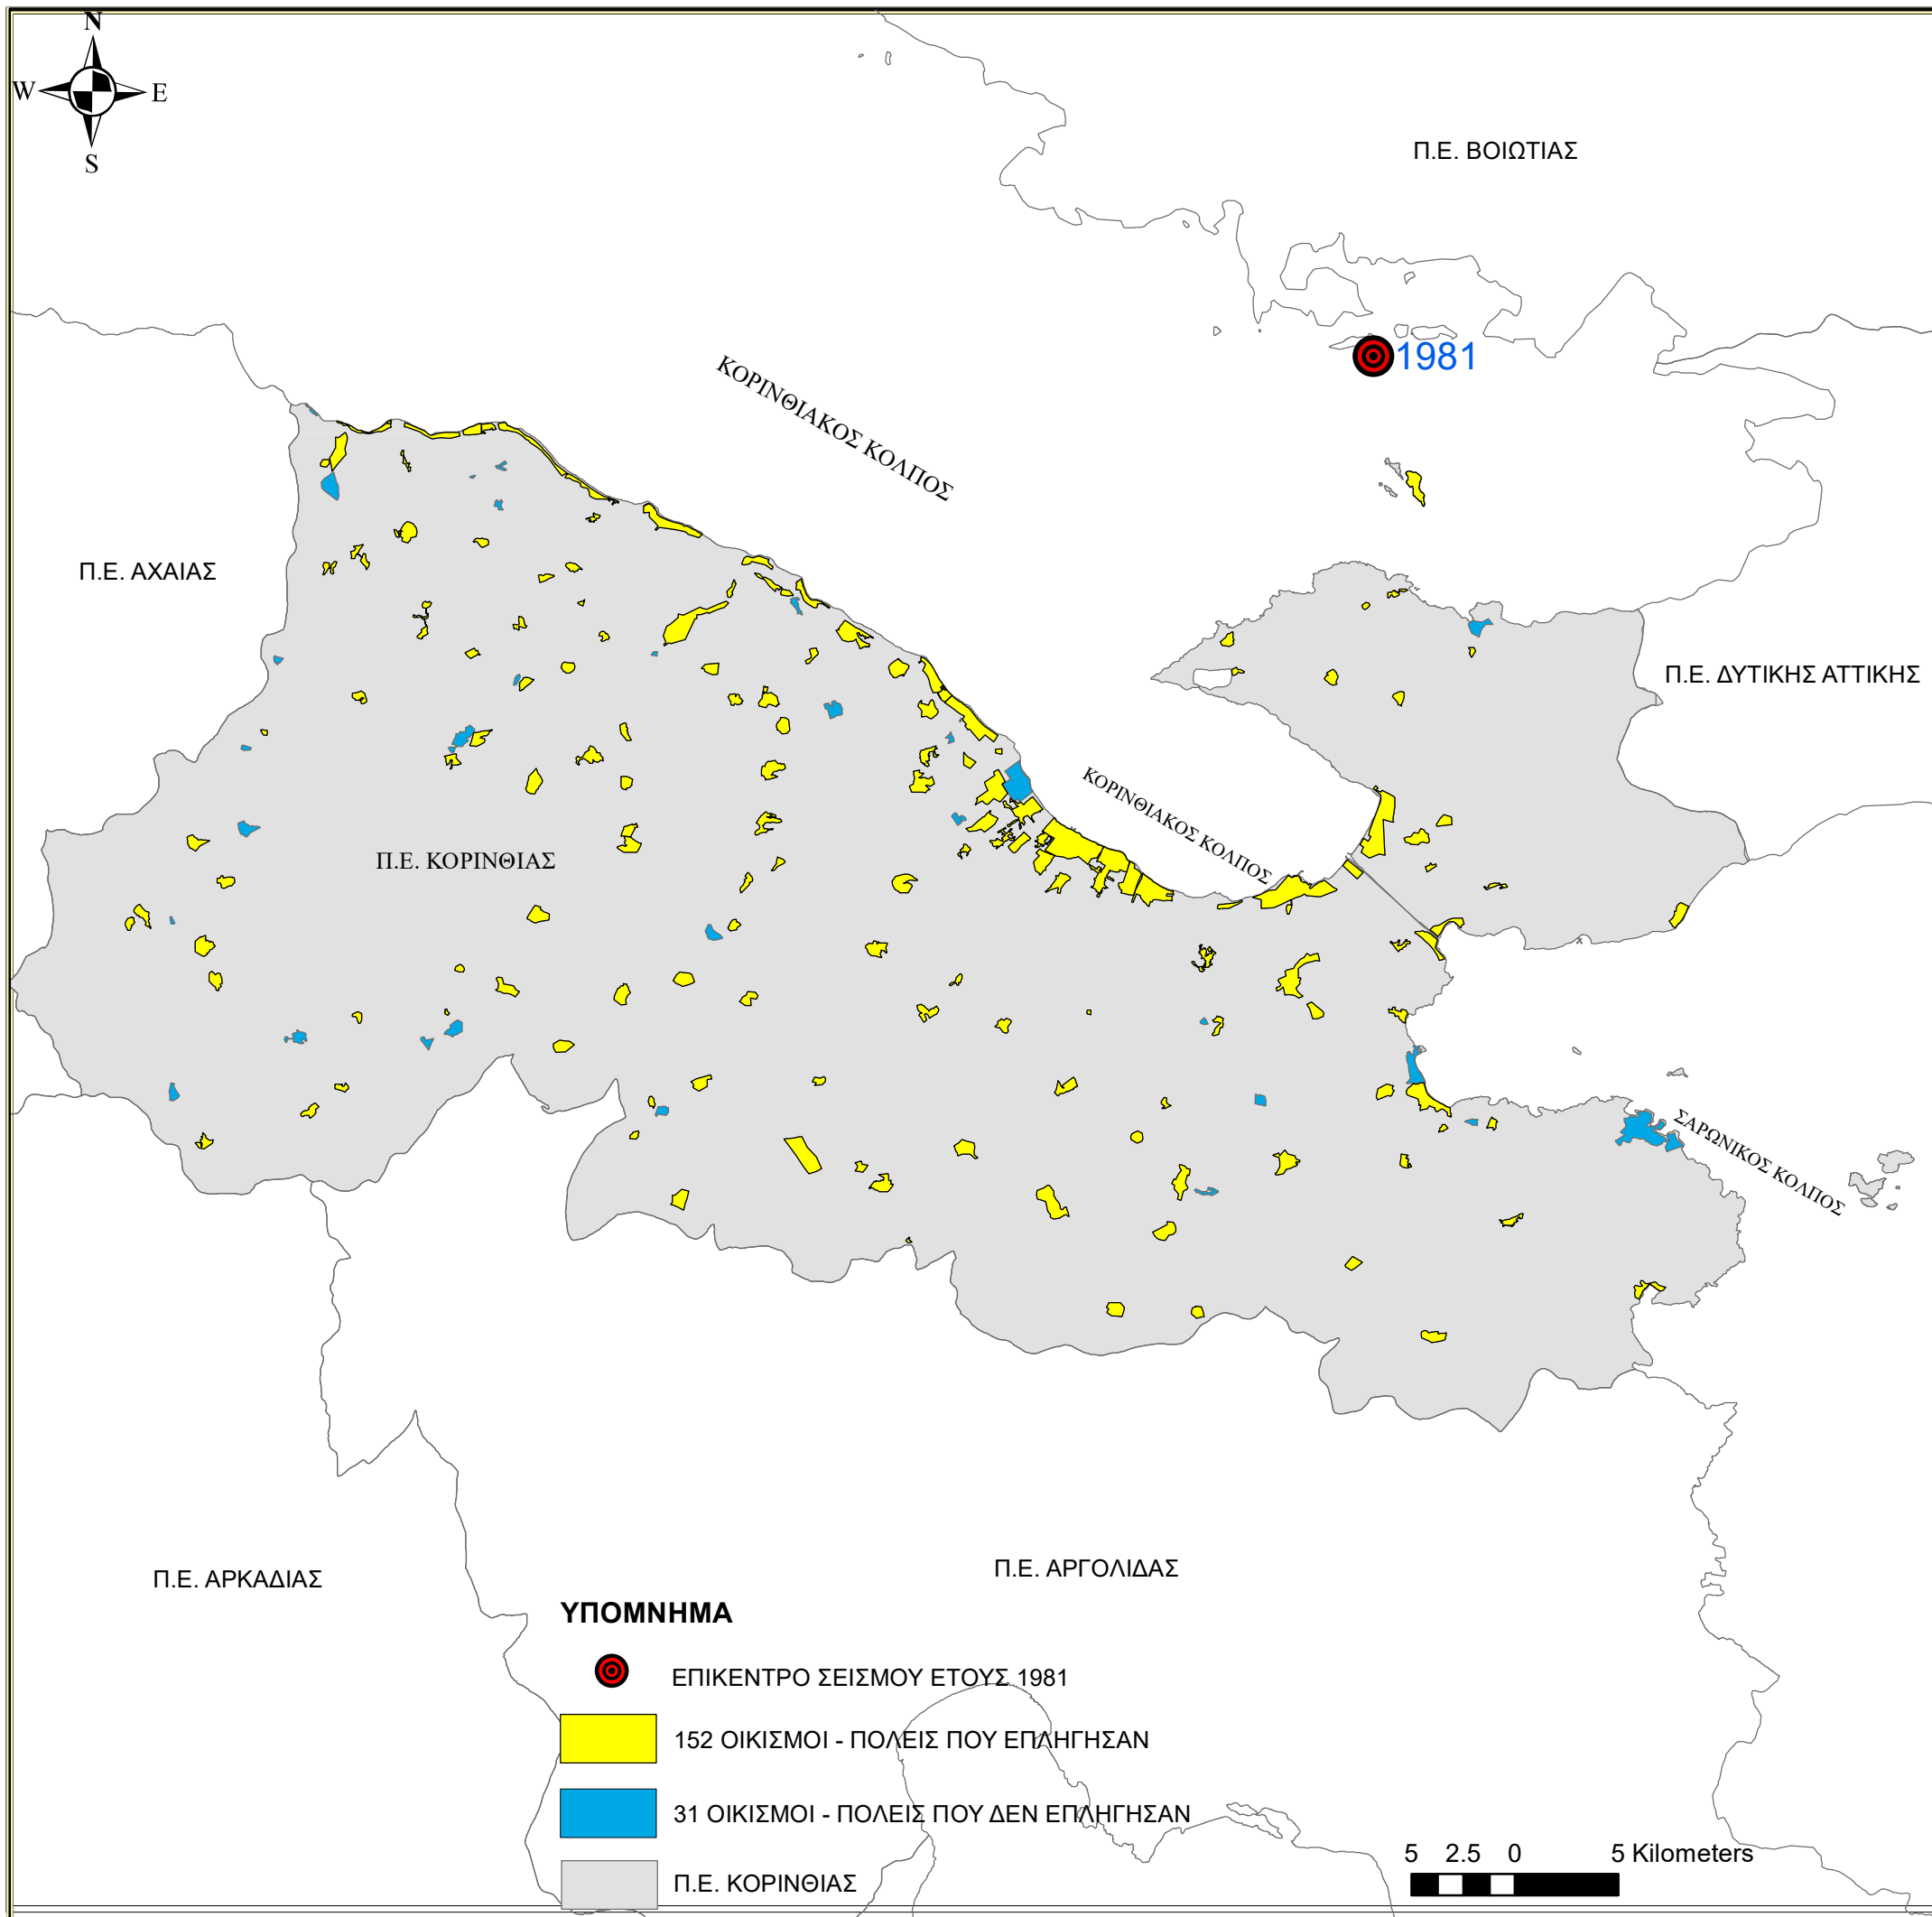 N
W E
S
Π.Ε. ΒΟΙΩΤΙΑΣ
1981
ΚΟΡΙΝΘΙΑΚΟΣ ΚΟΛΠΟΣ
Π.Ε. ΑΧΑΙΑΣ
Π.Ε. ΔΥΤΙΚΗΣ ΑΤΤΙΚΗΣ
ΚΟΡΙΝΘΙΑΚΟΣ ΚΟΛΠΟΣ
Π.Ε. ΚΟΡΙΝΘΙΑΣ
ΣΑΡΩΝΙΚΟΣ ΚΟΛΠΟΣ
Π.Ε. ΑΡΚΑΔΙΑΣ
Π.Ε. ΑΡΓΟΛΙΔΑΣ
ΥΠΟΜΝΗΜΑ
ΕΠΙΚΕΝΤΡΟ ΣΕΙΣΜΟΥ ΕΤΟΥΣ 1981
152 ΟΙΚΙΣΜΟΙ - ΠΟΛΕΙΣ ΠΟΥ ΕΠΛΗΓΗΣΑΝ
31 ΟΙΚΙΣΜΟΙ - ΠΟΛΕΙΣ ΠΟΥ ΔΕΝ ΕΠΛΗΓΗΣΑΝ
Π.Ε. ΚΟΡΙΝΘΙΑΣ
5 2.5 0 5 Kilometers